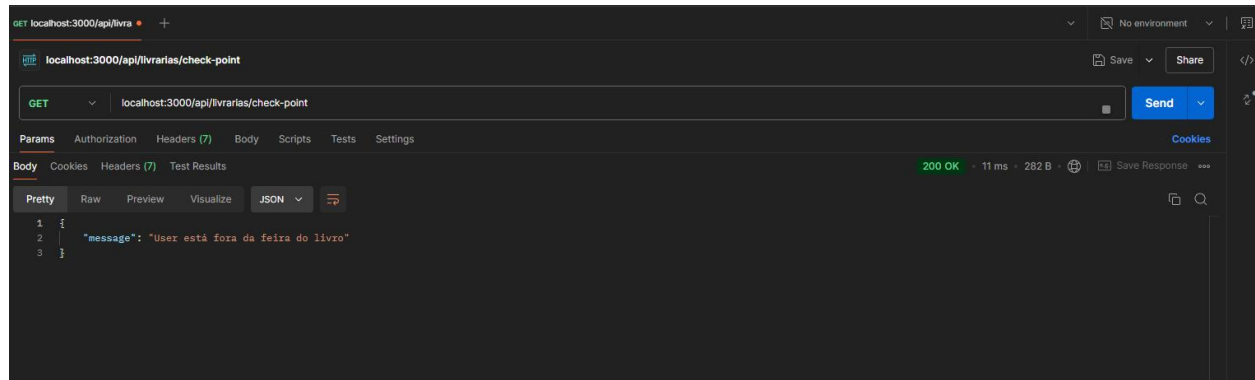 GET localhost:3000/api/livra
No environment
HTTP localhost:3000/api/livrarias/check-point
Save
Share
GET localhost:3000/api/livrarias/check-point
Send
Params Authorization Headers (7) Body Scripts Tests Settings
Cookies
Body Cookies Headers (7) Test Results
200 OK 11 ms 282 B Save Response
Pretty Raw Preview Visualize JSON
1 {
2 "message": "User está fora da feira do livro"
3 }